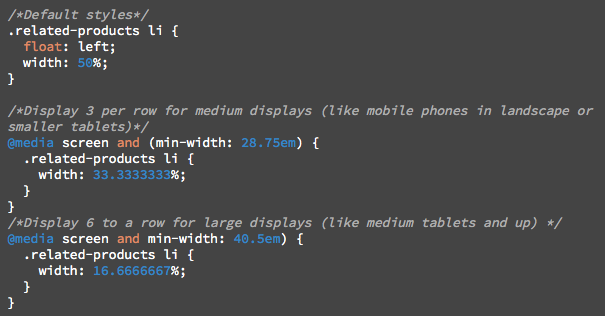 /*Default styles*/
.related-products li {
  float: left;
  width: 50%;
}

/*Display 3 per row for medium displays (like mobile phones in landscape or
smaller tablets)*/
@media screen and (min-width: 28.75em) {
  .related-products li {
    width: 33.3333333%;
  }
}
/*Display 6 to a row for large displays (like medium tablets and up) */
@media screen and min-width: 40.5em) {
  .related-products li {
    width: 16.6666667%;
  }
}